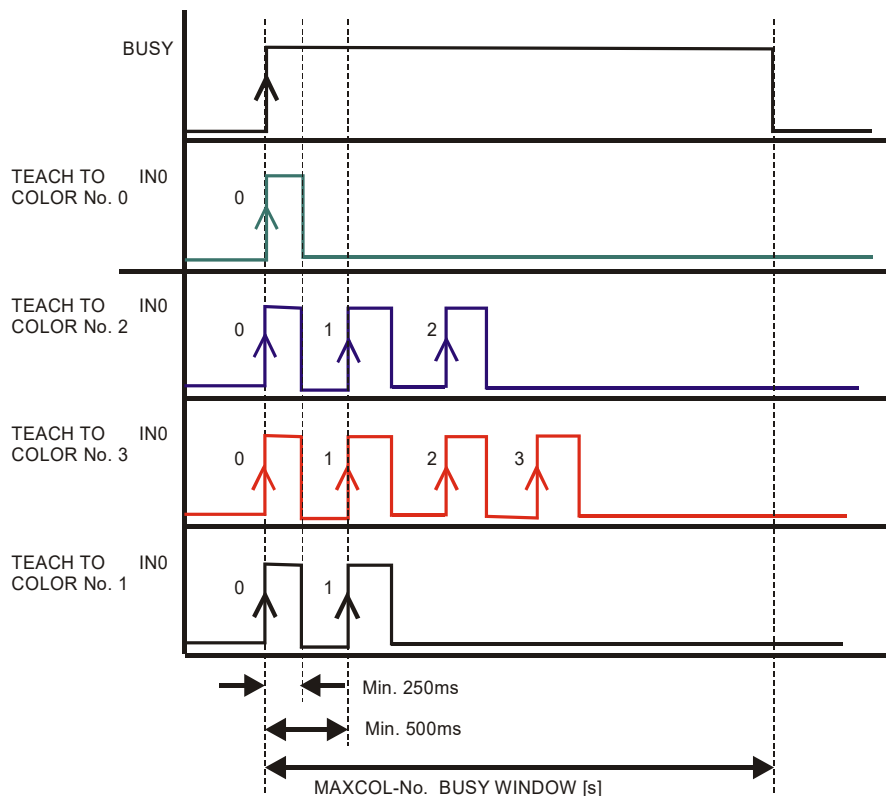 BUSY
TEACH TO IN0
COLOR No. 0
0
TEACH TO IN0
COLOR No. 2
0 1 2
TEACH TO IN0
COLOR No. 3
0 1 2 3
TEACH TO IN0
COLOR No. 1
0 1
Min. 250ms
Min. 500ms
MAXCOL-No. BUSY WINDOW [s]